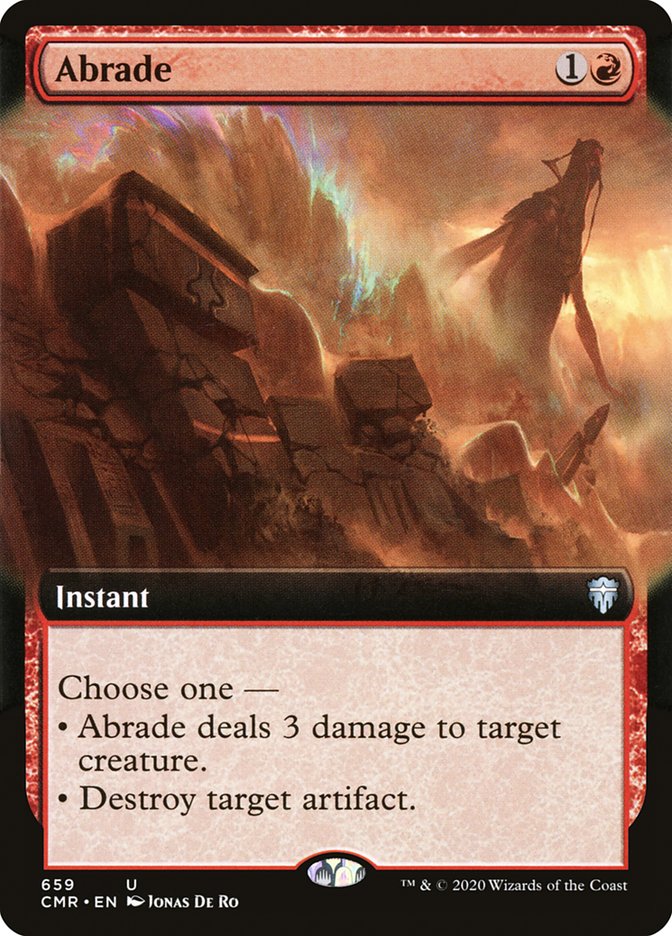 Abrade 1
Instant
Choose one —
• Abrade deals 3 damage to target
creature.
• Destroy target artifact.
659 U
CMR • EN Jonas De Ro
™ & © 2020 Wizards of the Coast